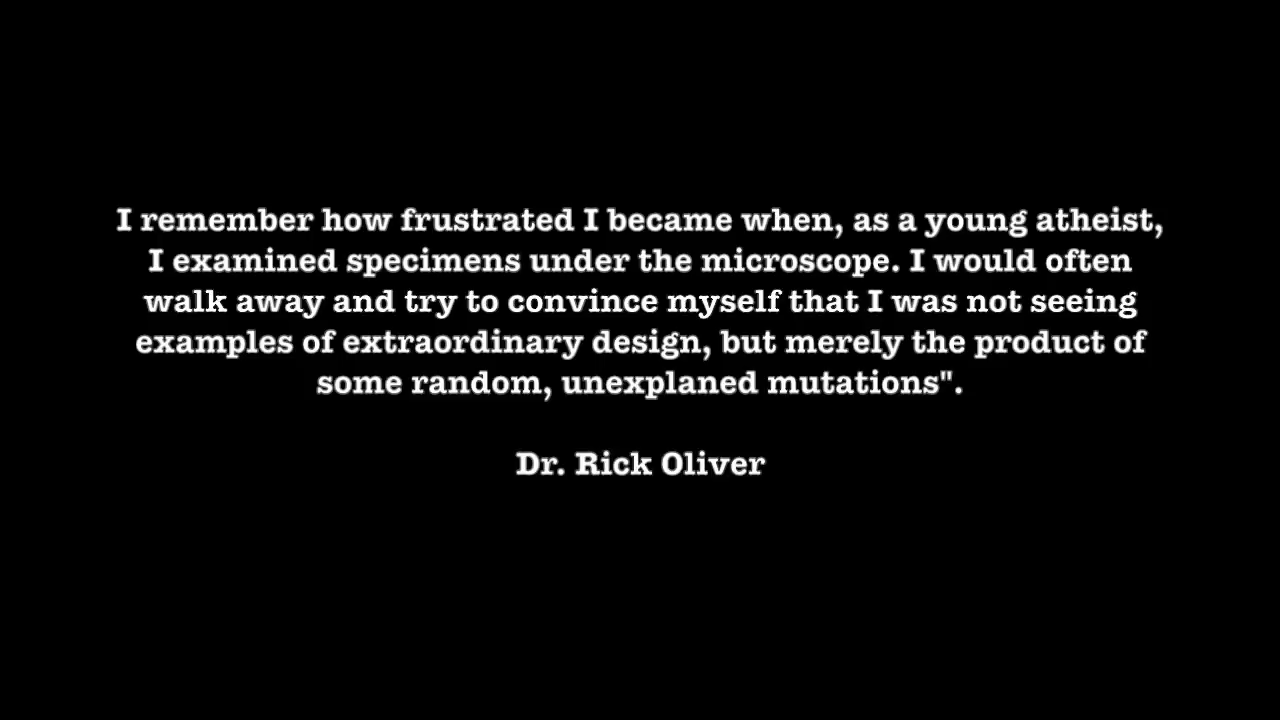 I remember how frustrated I became when, as a young atheist,
I examined specimens under the microscope. I would often
walk away and try to convince myself that I was not seeing
examples of extraordinary design, but merely the product of
some random, unexplaned mutations".
Dr. Rick Oliver